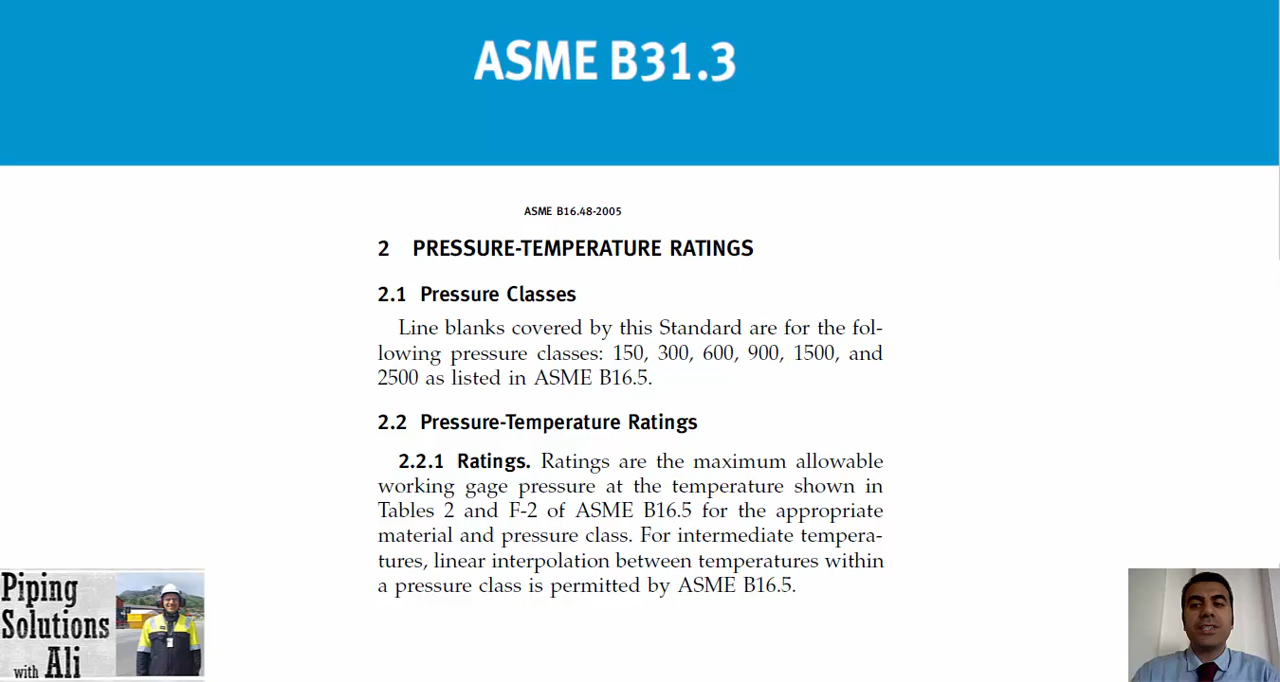 ASME B31.3
ASME B16.48-2005
2 PRESSURE-TEMPERATURE RATINGS
2.1 Pressure Classes
Line blanks covered by this Standard are for the fol-
lowing pressure classes: 150, 300, 600, 900, 1500, and
2500 as listed in ASME B16.5.
2.2 Pressure-Temperature Ratings
2.2.1 Ratings. Ratings are the maximum allowable
working gage pressure at the temperature shown in
Tables 2 and F-2 of ASME B16.5 for the appropriate
material and pressure class. For intermediate tempera-
tures, linear interpolation between temperatures within
a pressure class is permitted by ASME B16.5.
Piping
Solutions
with Ali